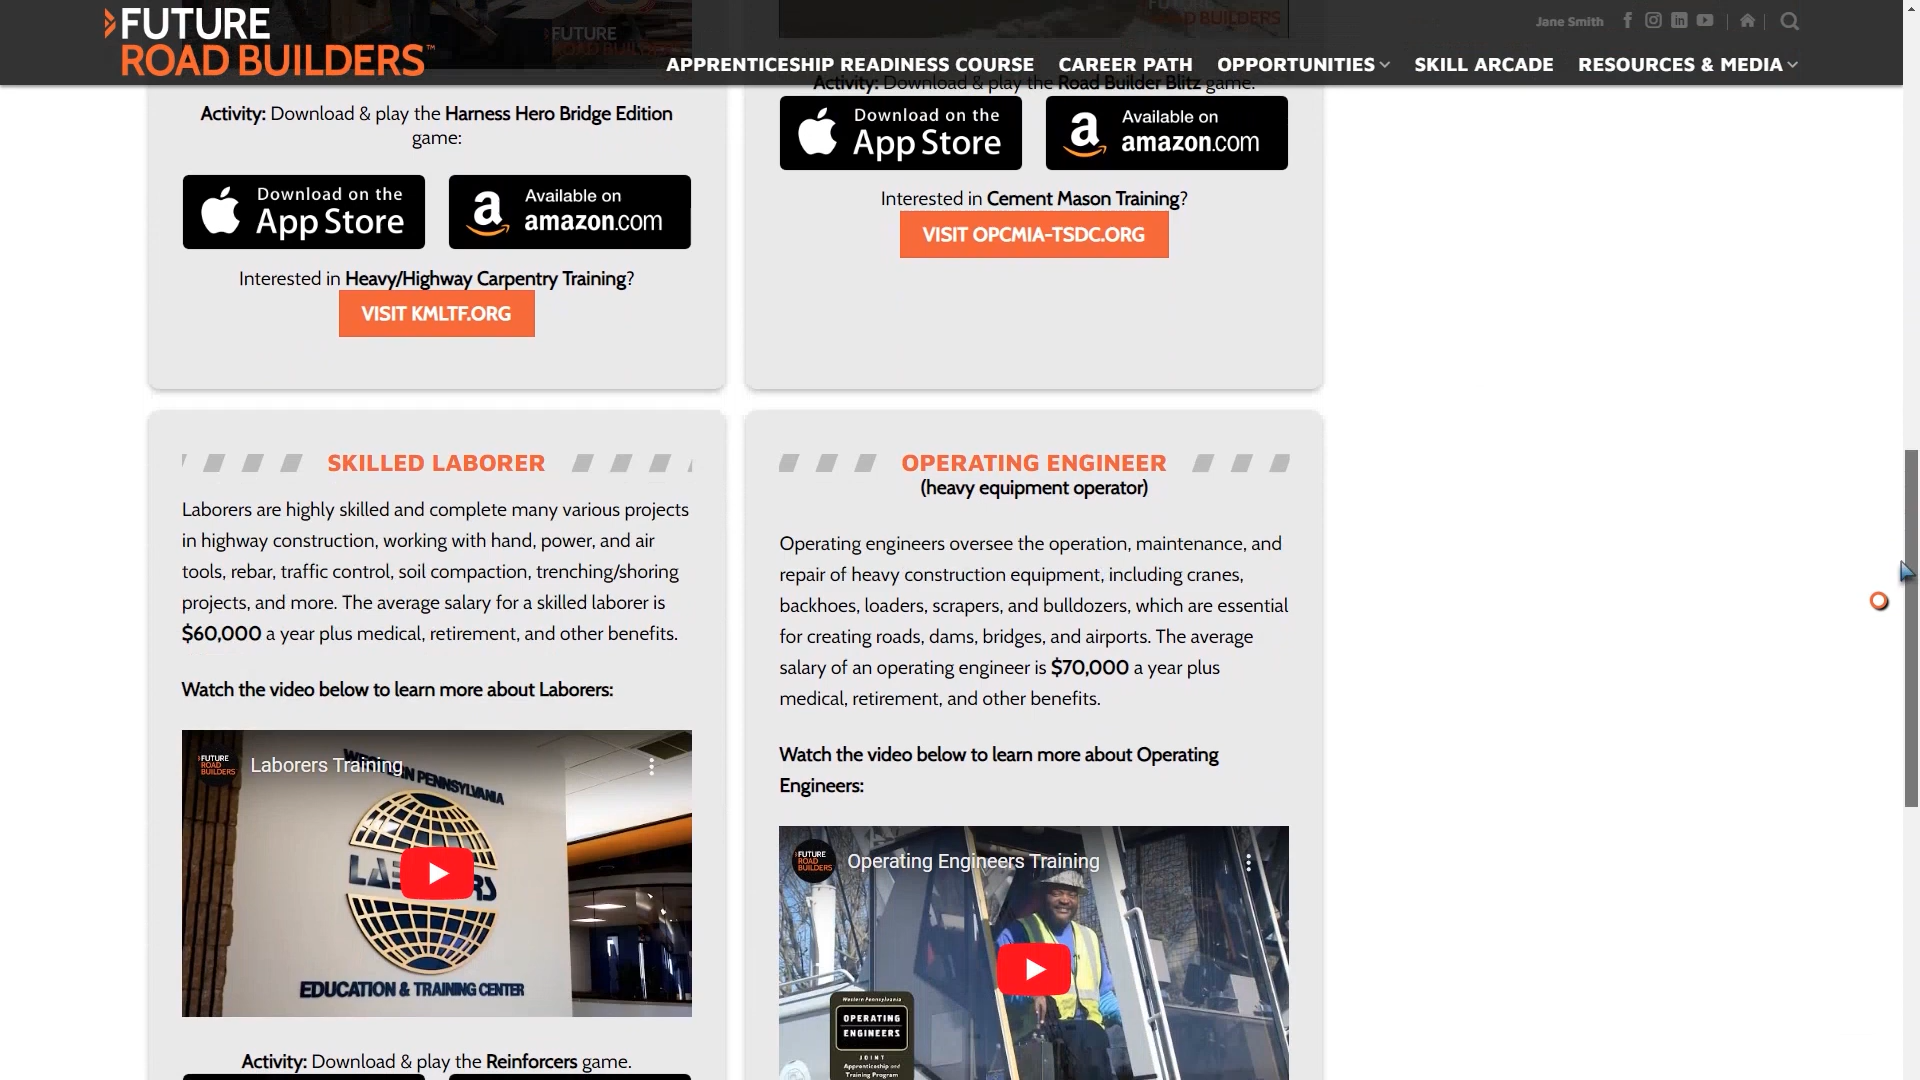 FUTURE
ROAD BUILDERS™
Jane Smith
APPRENTICESHIP READINESS COURSE
CAREER PATH
OPPORTUNITIES
SKILL ARCADE
RESOURCES & MEDIA
FUTURE
ROAD BUILDERS
ROAD BUILDERS
Activity: Download & play the Harness Hero Bridge Edition
game:
Download on the
App Store
Available on
amazon.com
Interested in Heavy/Highway Carpentry Training?
VISIT KMLTF.ORG
Activity: Download & play the Road Builder Blitz game.
Download on the
App Store
Available on
amazon.com
Interested in Cement Mason Training?
VISIT OPCMIA-TSDC.ORG
SKILLED LABORER
Laborers are highly skilled and complete many various projects
in highway construction, working with hand, power, and air
tools, rebar, traffic control, soil compaction, trenching/shoring
projects, and more. The average salary for a skilled laborer is
$60,000 a year plus medical, retirement, and other benefits.
Watch the video below to learn more about Laborers:
FUTURE
ROAD
BUILDERS
Laborers Training
WESTERN PENNSYLVANIA
EDUCATION & TRAINING CENTER
Activity: Download & play the Reinforcers game.
OPERATING ENGINEER
(heavy equipment operator)
Operating engineers oversee the operation, maintenance, and
repair of heavy construction equipment, including cranes,
backhoes, loaders, scrapers, and bulldozers, which are essential
for creating roads, dams, bridges, and airports. The average
salary of an operating engineer is $70,000 a year plus
medical, retirement, and other benefits.
Watch the video below to learn more about Operating
Engineers:
FUTURE
ROAD
BUILDERS
Operating Engineers Training
Western Pennsylvania
OPERATING
ENGINEERS
JOINT
Apprenticeship and
Training Program